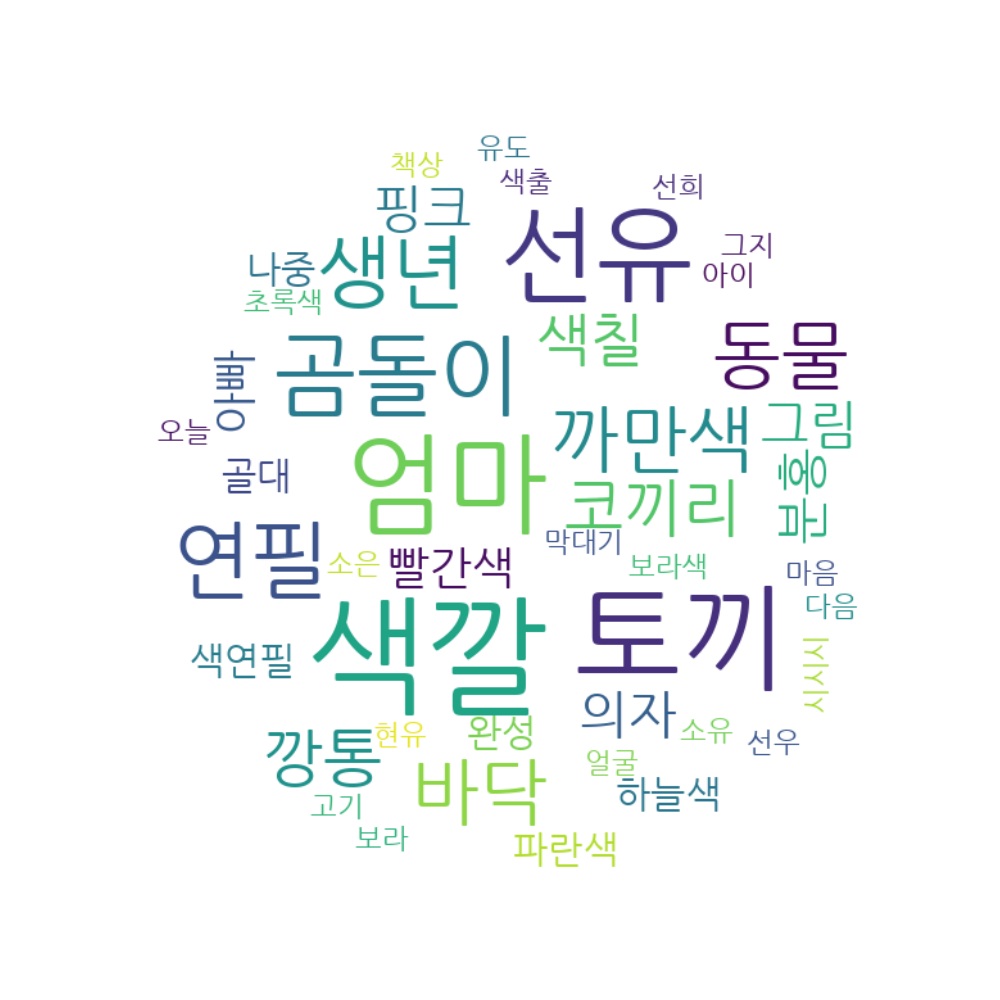 유도
책상
색출
선희
핑크
선유
생년
그지
나중
아이
초록색
색칠
동물
곰돌이
아빠
까만색
그림
오늘
엄마
골대
분홍
코끼리
연필
막대기
소은
빨간색
보라색
마음
색깔
토끼
다음
색연필
시시시
의자
완성
현유
소유
선우
깡통
바닥
얼굴
하늘색
고기
보라
파란색